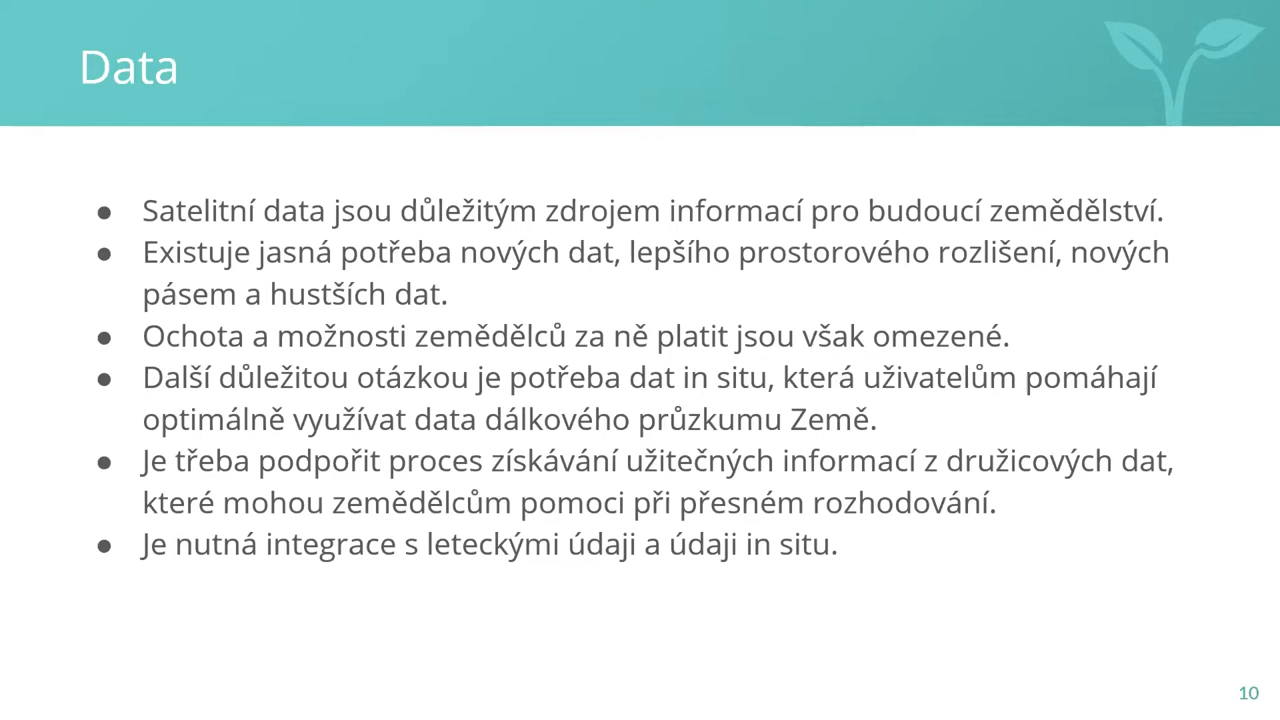 Data
● Satelitní data jsou důležitým zdrojem informací pro budoucí zemědělství.
● Existuje jasná potřeba nových dat, lepšího prostorového rozlišení, nových
pásem a hustších dat.
● Ochota a možnosti zemědělců za ně platit jsou však omezené.
● Další důležitou otázkou je potřeba dat in situ, která uživatelům pomáhají
optimálně využívat data dálkového průzkumu Země.
● Je třeba podpořit proces získávání užitečných informací z družicových dat,
které mohou zemědělcům pomoci při přesném rozhodování.
● Je nutná integrace s leteckými údaji a údaji in situ.
10